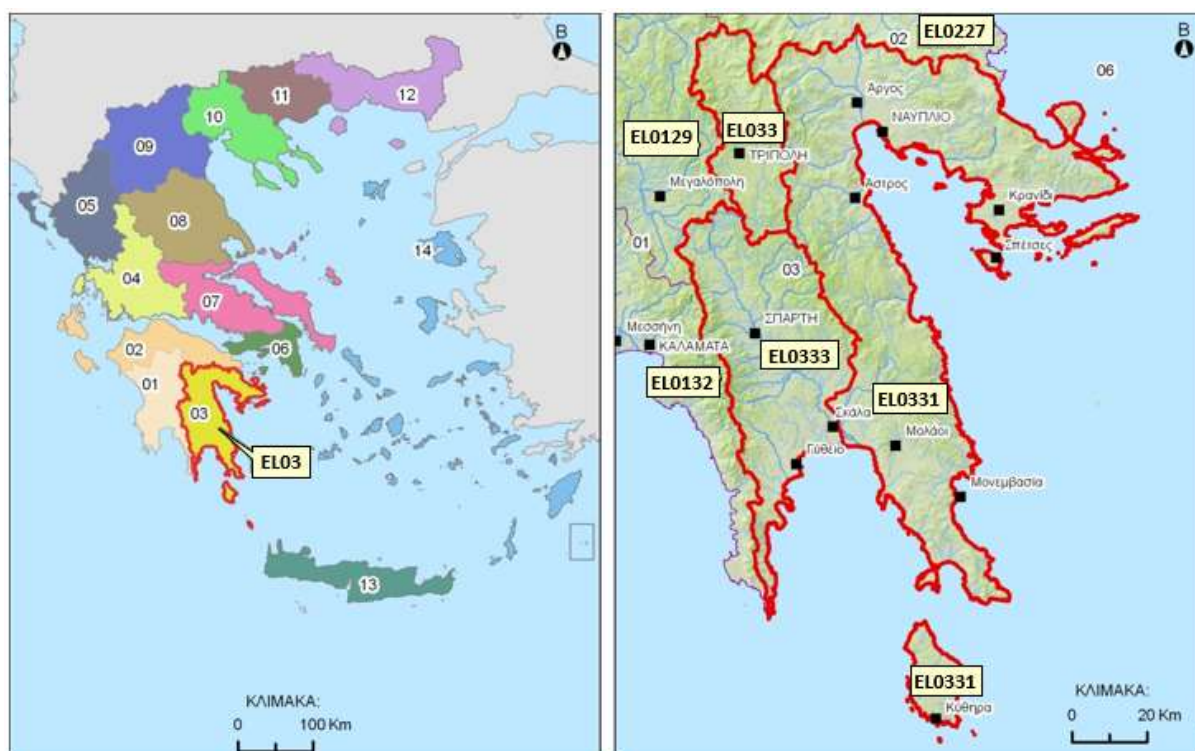 B
11
12
10
09
05
08
14
04
07
02
06
01
03
EL03
13
ΚΛΙΜΑΚΑ:
0 100 Km
EL0227
02
B
06
Άργος
ΝΑΥΠΛΙΟ
EL0129
EL033
ΤΡΙΠΟΛΗ
Μεγαλόπολη
Άστρος
Κρανίδι
Σπέτσες
01
03
ΣΠΑΡΤΗ
Μεσσήνη
ΚΑΛΑΜΑΤΑ
EL0333
EL0132
EL0331
Σκάλα
Μολάοι
Γύθειο
Μονεμβασία
EL0331
Κύθηρα
ΚΛΙΜΑΚΑ:
0 20 Km